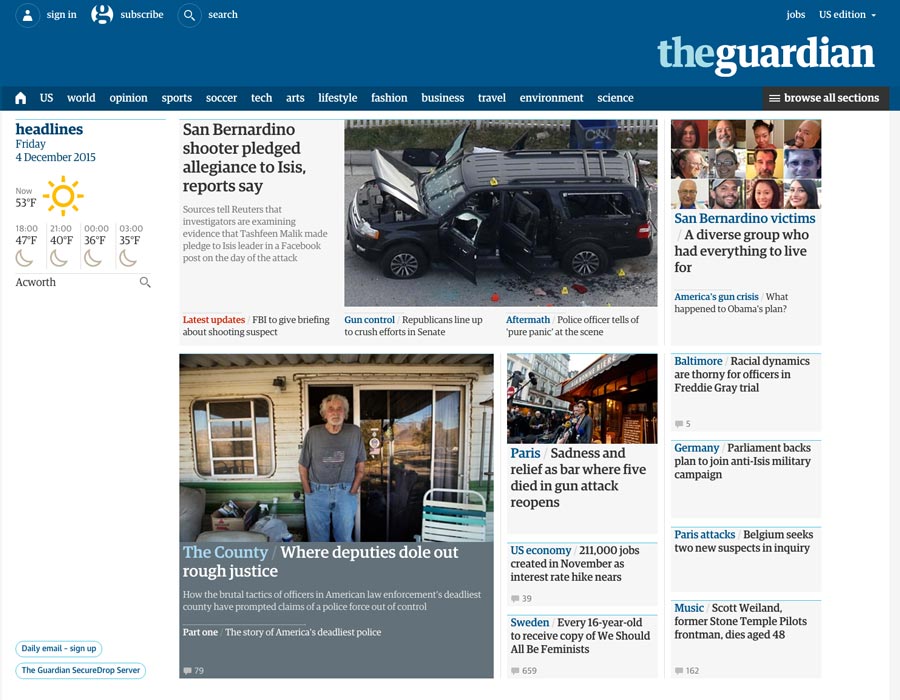 sign in
subscribe
search
jobs
US edition
theguardian
US world opinion sports soccer tech arts lifestyle fashion business travel environment science
browse all sections
headlines
Friday
4 December 2015
Now
53°F
18:00 21:00 00:00 03:00
47°F 40°F 36°F 35°F
Acworth
San Bernardino
shooter pledged
allegiance to Isis,
reports say
Sources tell Reuters that
investigators are examining
evidence that Tashfeen Malik made
pledge to Isis leader in a Facebook
post on the day of the attack
Latest updates / FBI to give briefing
about shooting suspect
Gun control / Republicans line up
to crush efforts in Senate
Aftermath / Police officer tells of
'pure panic' at the scene
San Bernardino victims
/ A diverse group who
had everything to live
for
America's gun crisis / What
happened to Obama's plan?
The County / Where deputies dole out
rough justice
How the brutal tactics of officers in American law enforcement's deadliest
county have prompted claims of a police force out of control
Part one / The story of America's deadliest police
79
Paris / Sadness and
relief as bar where five
died in gun attack
reopens
US economy / 211,000 jobs
created in November as
interest rate hike nears
39
Sweden / Every 16-year-old
to receive copy of We Should
All Be Feminists
659
Baltimore / Racial dynamics
are thorny for officers in
Freddie Gray trial
5
Germany / Parliament backs
plan to join anti-Isis military
campaign
Paris attacks / Belgium seeks
two new suspects in inquiry
Music / Scott Weiland,
former Stone Temple Pilots
frontman, dies aged 48
162
Daily email – sign up
The Guardian SecureDrop Server